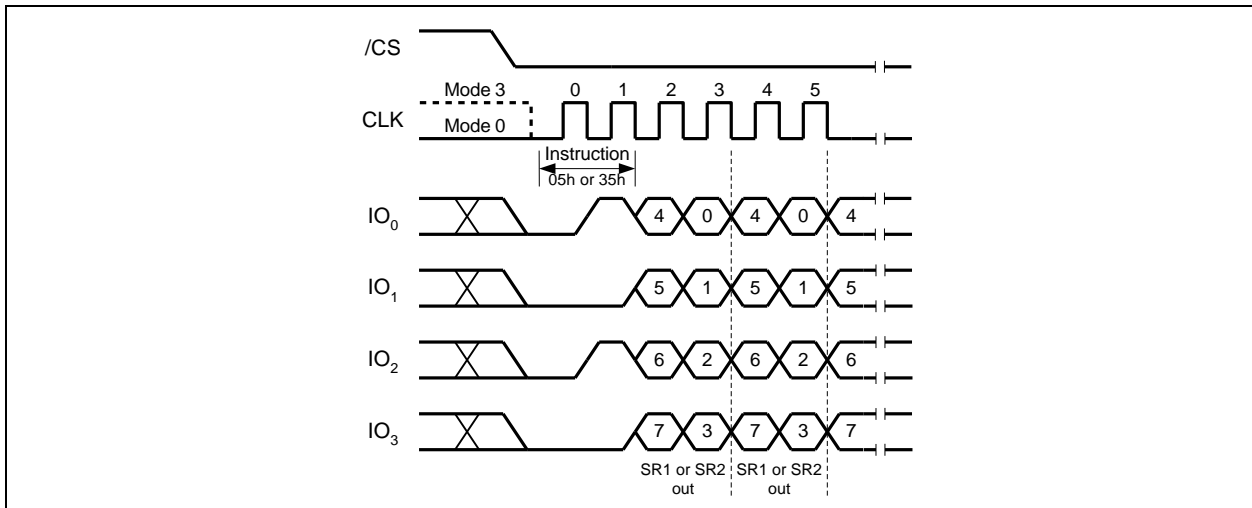 /CS
Mode 3 0 1 2 3 4 5
CLK
Mode 0
Instruction
05h or 35h
IO0 4 0 4 0 4
IO1 5 1 5 1 5
IO2 6 2 6 2 6
IO3 7 3 7 3 7
SR1 or SR2 SR1 or SR2
out out